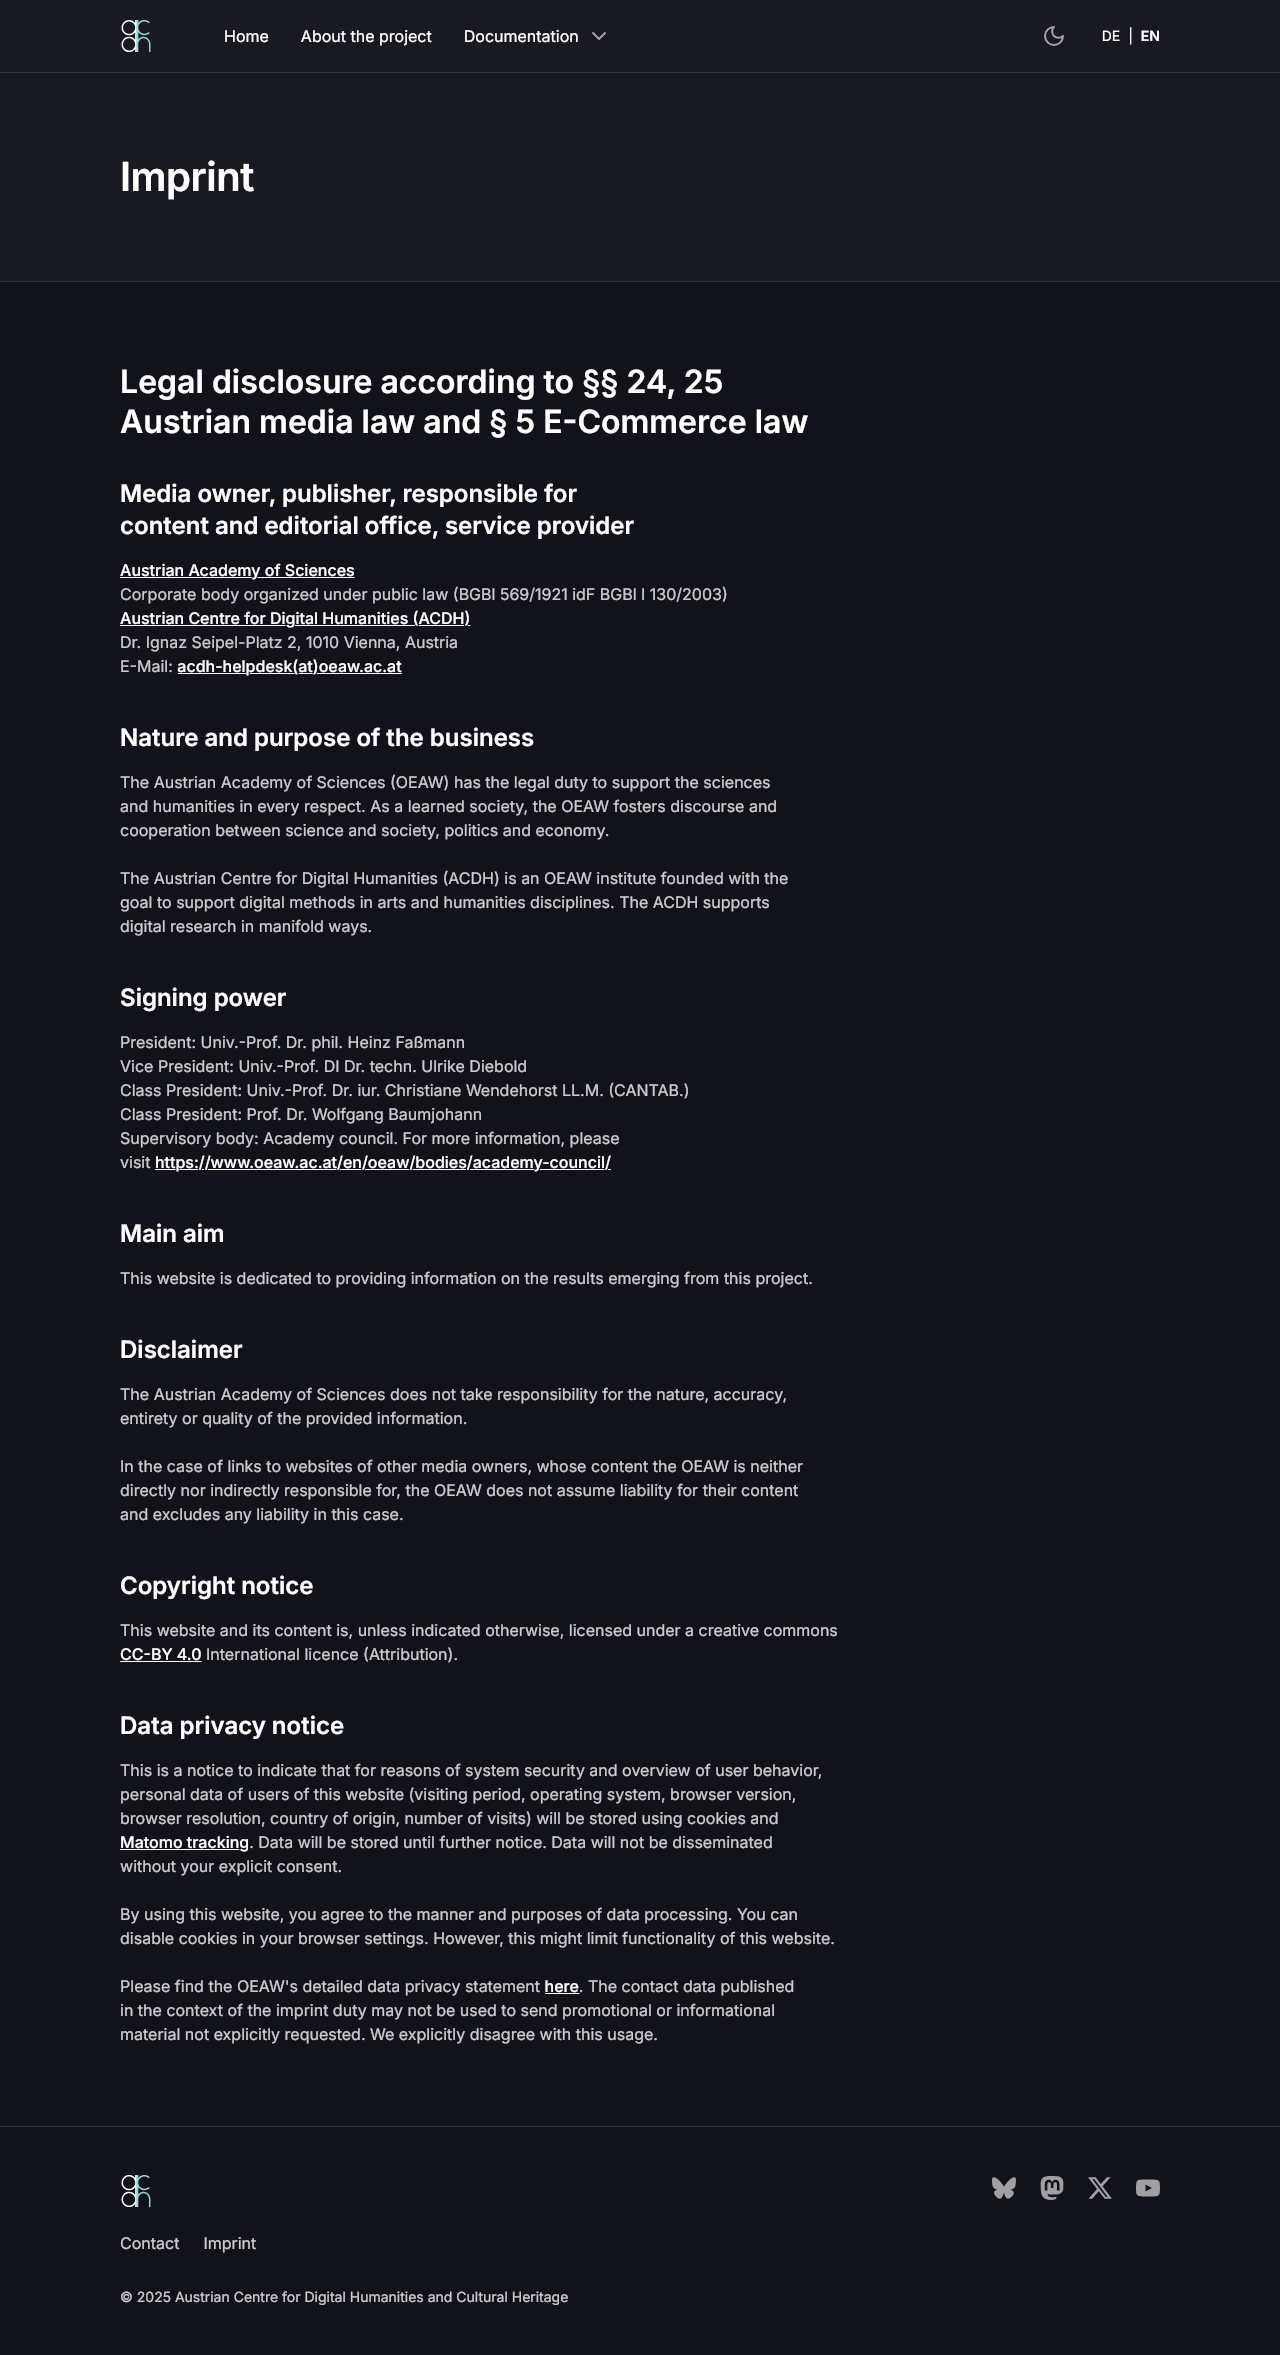 Home
About the project
Documentation
DE | EN
Imprint
Legal disclosure according to §§ 24, 25
Austrian media law and § 5 E-Commerce law
Media owner, publisher, responsible for
content and editorial office, service provider
Austrian Academy of Sciences
Corporate body organized under public law (BGBl 569/1921 idF BGBl I 130/2003)
Austrian Centre for Digital Humanities (ACDH)
Dr. Ignaz Seipel-Platz 2, 1010 Vienna, Austria
E-Mail: acdh-helpdesk(at)oeaw.ac.at
Nature and purpose of the business
The Austrian Academy of Sciences (OEAW) has the legal duty to support the sciences
and humanities in every respect. As a learned society, the OEAW fosters discourse and
cooperation between science and society, politics and economy.
The Austrian Centre for Digital Humanities (ACDH) is an OEAW institute founded with the
goal to support digital methods in arts and humanities disciplines. The ACDH supports
digital research in manifold ways.
Signing power
President: Univ.-Prof. Dr. phil. Heinz Faßmann
Vice President: Univ.-Prof. DI Dr. techn. Ulrike Diebold
Class President: Univ.-Prof. Dr. iur. Christiane Wendehorst LL.M. (CANTAB.)
Class President: Prof. Dr. Wolfgang Baumjohann
Supervisory body: Academy council. For more information, please
visit https://www.oeaw.ac.at/en/oeaw/bodies/academy-council/
Main aim
This website is dedicated to providing information on the results emerging from this project.
Disclaimer
The Austrian Academy of Sciences does not take responsibility for the nature, accuracy,
entirety or quality of the provided information.
In the case of links to websites of other media owners, whose content the OEAW is neither
directly nor indirectly responsible for, the OEAW does not assume liability for their content
and excludes any liability in this case.
Copyright notice
This website and its content is, unless indicated otherwise, licensed under a creative commons
CC-BY 4.0 International licence (Attribution).
Data privacy notice
This is a notice to indicate that for reasons of system security and overview of user behavior,
personal data of users of this website (visiting period, operating system, browser version,
browser resolution, country of origin, number of visits) will be stored using cookies and
Matomo tracking. Data will be stored until further notice. Data will not be disseminated
without your explicit consent.
By using this website, you agree to the manner and purposes of data processing. You can
disable cookies in your browser settings. However, this might limit functionality of this website.
Please find the OEAW's detailed data privacy statement here. The contact data published
in the context of the imprint duty may not be used to send promotional or informational
material not explicitly requested. We explicitly disagree with this usage.
Contact
Imprint
© 2025 Austrian Centre for Digital Humanities and Cultural Heritage